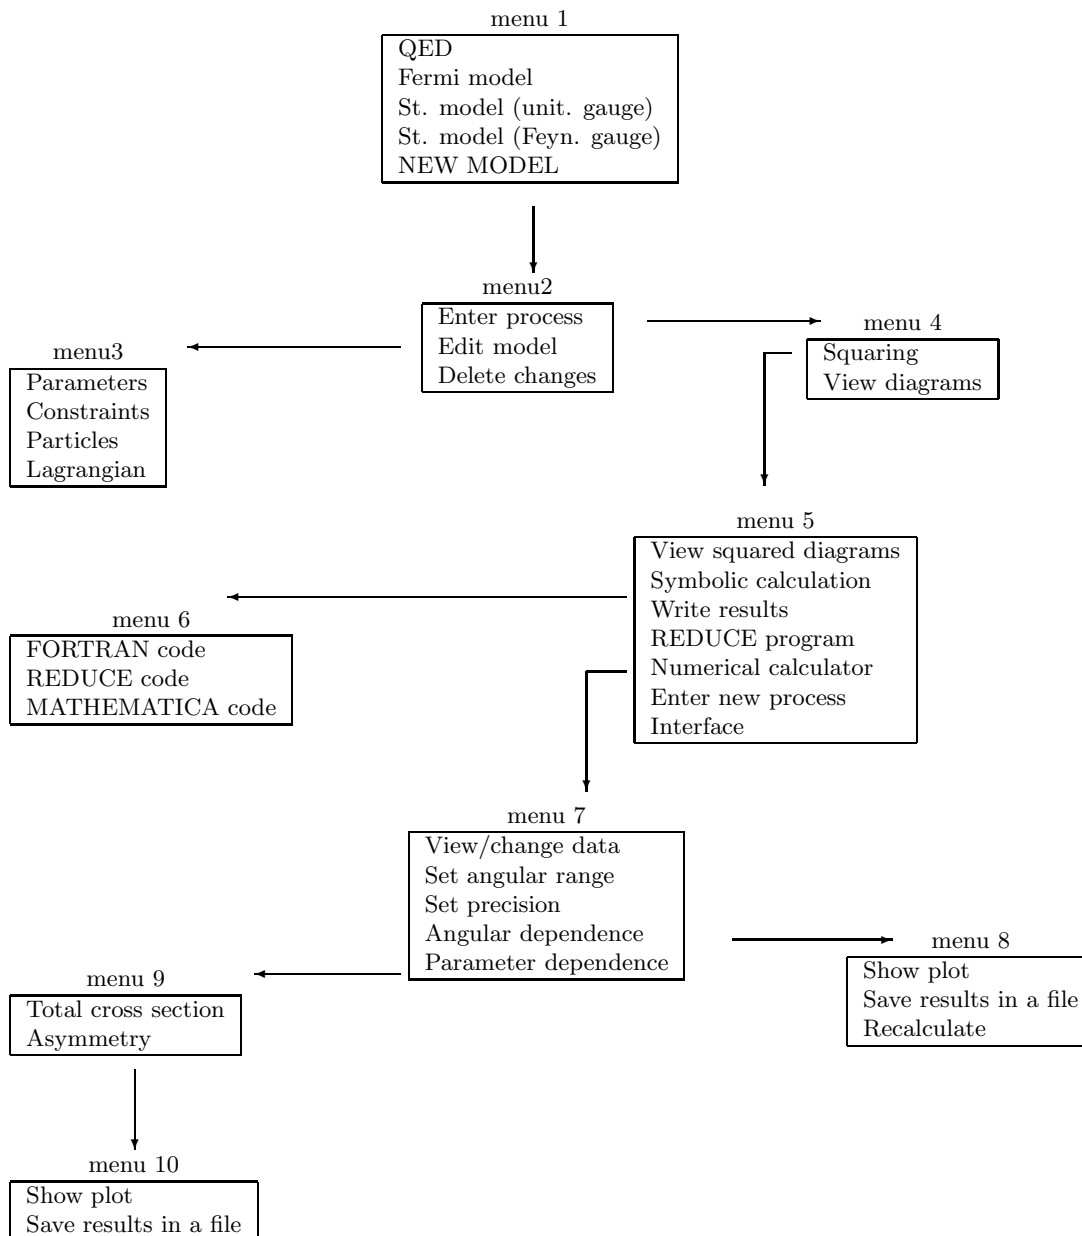 menu 1
QED
Fermi model
St. model (unit. gauge)
St. model (Feyn. gauge)
NEW MODEL
menu2
Enter process
Edit model
Delete changes
menu3
Parameters
Constraints
Particles
Lagrangian
menu 4
Squaring
View diagrams
menu 5
View squared diagrams
Symbolic calculation
Write results
REDUCE program
Numerical calculator
Enter new process
Interface
menu 6
FORTRAN code
REDUCE code
MATHEMATICA code
menu 7
View/change data
Set angular range
Set precision
Angular dependence
Parameter dependence
menu 8
Show plot
Save results in a file
Recalculate
menu 9
Total cross section
Asymmetry
menu 10
Show plot
Save results in a file